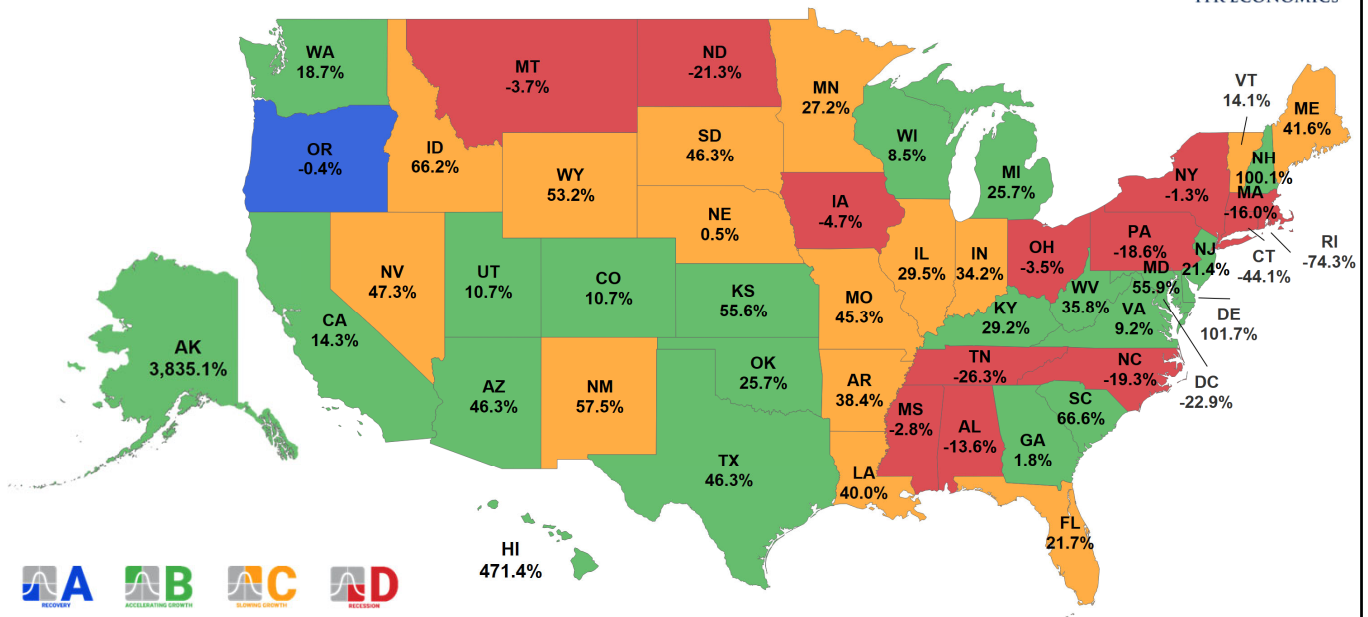 ITR ECONOMICS
WA
18.7%
MT
-3.7%
ND
-21.3%
MN
27.2%
VT
14.1%
ME
41.6%
OR
-0.4%
ID
66.2%
SD
46.3%
WI
8.5%
MI
25.7%
NH
100.1%
NY
-1.3%
MA
-16.0%
WY
53.2%
IA
-4.7%
NE
0.5%
PA
-18.6%
RI
-74.3%
CT
-44.1%
NV
47.3%
UT
10.7%
CO
10.7%
KS
55.6%
IL
29.5%
IN
34.2%
OH
-3.5%
NJ
21.4%
MD
55.9%
WV
35.8%
VA
9.2%
DE
101.7%
CA
14.3%
MO
45.3%
KY
29.2%
AK
3,835.1%
AZ
46.3%
NM
57.5%
OK
25.7%
AR
38.4%
TN
-26.3%
NC
-19.3%
DC
-22.9%
MS
-2.8%
AL
-13.6%
GA
1.8%
SC
66.6%
TX
46.3%
LA
40.0%
FL
21.7%
HI
471.4%
A
RECOVERY
B
ACCELERATING GROWTH
C
SLOWING GROWTH
D
RECESSION